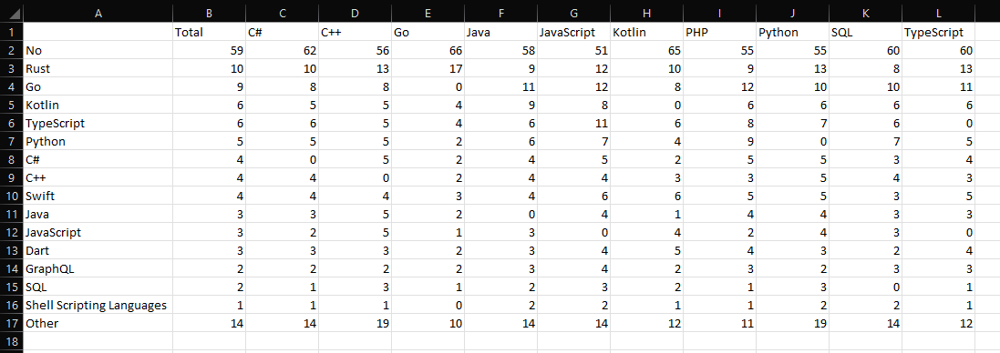 A B C D E F G H I J K L
1 Total C# C++ Go Java JavaScript Kotlin PHP Python SQL TypeScript
2 No 59 62 56 66 58 51 65 55 55 60 60
3 Rust 10 10 13 17 9 12 10 9 13 8 13
4 Go 9 8 8 0 11 12 8 12 10 10 11
5 Kotlin 6 5 5 4 9 8 0 6 6 6 6
6 TypeScript 6 6 5 4 6 11 6 8 7 6 0
7 Python 5 5 5 2 6 7 4 9 0 7 5
8 C# 4 0 5 2 4 5 2 5 5 3 4
9 C++ 4 4 0 2 4 4 3 3 5 4 3
10 Swift 4 4 4 3 4 6 6 5 5 3 5
11 Java 3 3 5 2 0 4 1 4 4 3 3
12 JavaScript 3 2 5 1 3 0 4 2 4 3 0
13 Dart 3 3 3 2 3 4 5 4 3 2 4
14 GraphQL 2 2 2 2 3 4 2 3 2 3 3
15 SQL 2 1 3 1 2 3 2 1 3 0 1
16 Shell Scripting Languages 1 1 1 0 2 2 1 1 2 2 1
17 Other 14 14 19 10 14 14 12 11 19 14 12
18